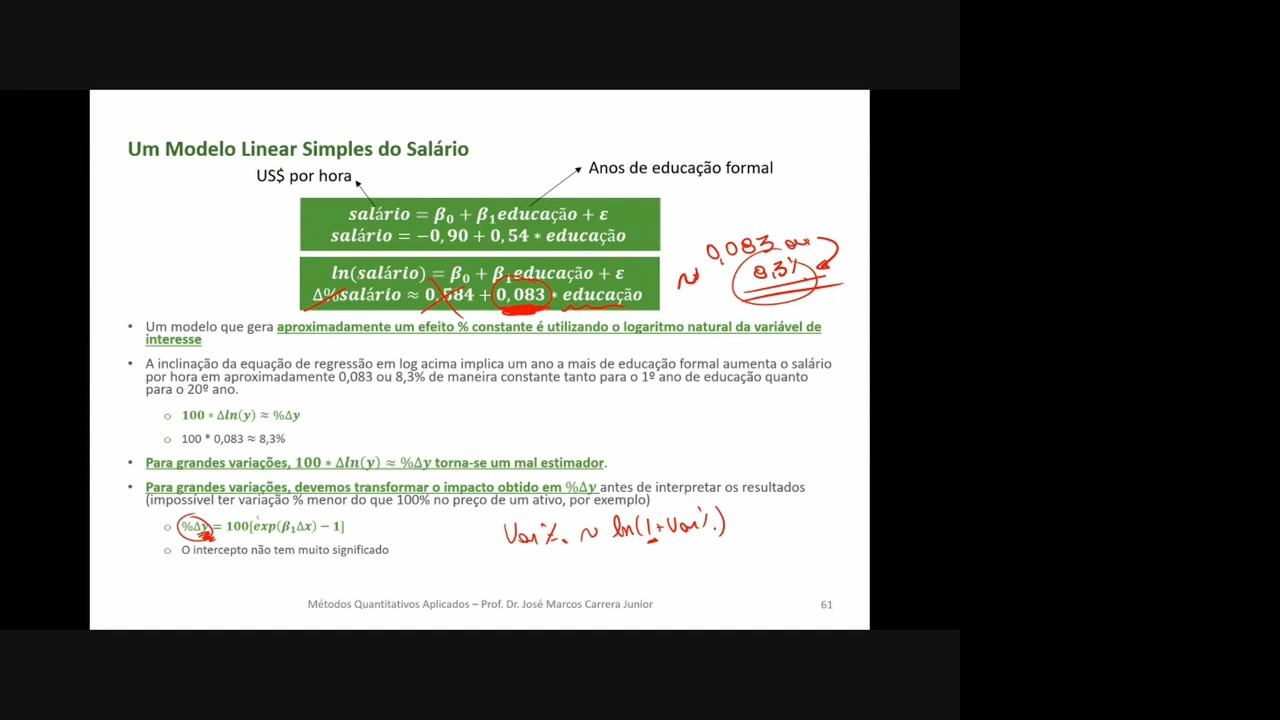 Um Modelo Linear Simples do Salário
US$ por hora
Anos de educação formal
salário = β₀ + β₁educação + ε
salário = −0,90 + 0,54 ∗ educação
ln(salário) = β₀ + β₁educação + ε
Δ%salário ≈ 0,584 + 0,083 ∗ educação
≈ 0,083 ou
8,3%
• Um modelo que gera aproximadamente um efeito % constante é utilizando o logaritmo natural da variável de
interesse
• A inclinação da equação de regressão em log acima implica um ano a mais de educação formal aumenta o salário
por hora em aproximadamente 0,083 ou 8,3% de maneira constante tanto para o 1º ano de educação quanto
para o 20º ano.
○ 100 ∗ Δln(y) ≈ %Δy
○ 100 * 0,083 ≈ 8,3%
• Para grandes variações, 100 ∗ Δln(y) ≈ %Δy torna-se um mal estimador.
• Para grandes variações, devemos transformar o impacto obtido em %Δy antes de interpretar os resultados
(impossível ter variação % menor do que 100% no preço de um ativo, por exemplo)
○ %Δy = 100[exp(β₁Δx) − 1]
Var%. ~ ln(1+Var%.)
○ O intercepto não tem muito significado
Métodos Quantitativos Aplicados – Prof. Dr. José Marcos Carrera Junior
61